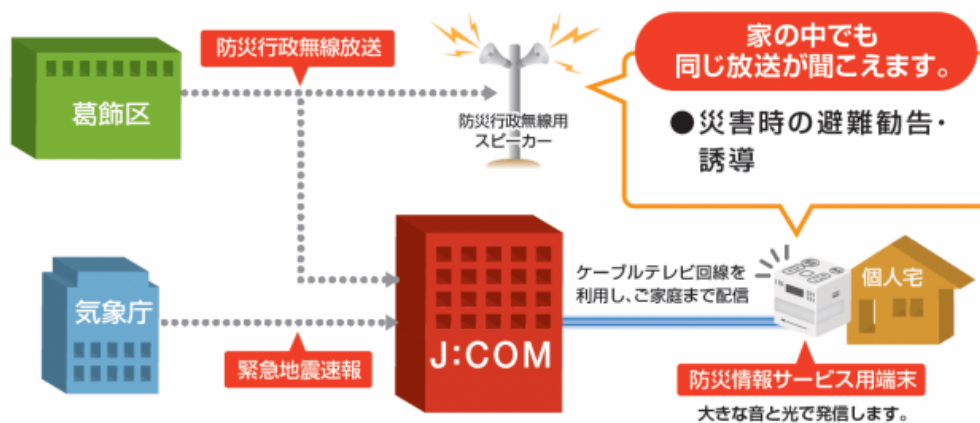 防災行政無線放送
葛飾区
防災行政無線用
スピーカー
家の中でも
同じ放送が聞こえます。
●災害時の避難勧告・
誘導
気象庁
緊急地震速報
J:COM
ケーブルテレビ回線を
利用し、ご家庭まで配信
個人宅
防災情報サービス用端末
大きな音と光で発信します。